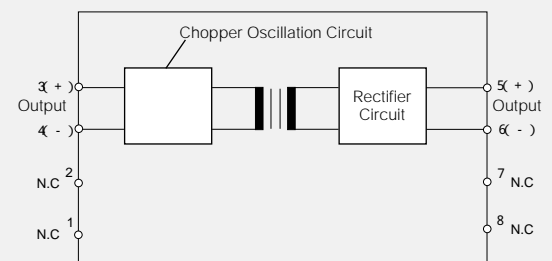 Chopper Oscillation Circuit
3( + )
Output
4( - )
Rectifier
Circuit
5( + )
Output
6( - )
2
N.C
1
N.C
7
N.C
8
N.C